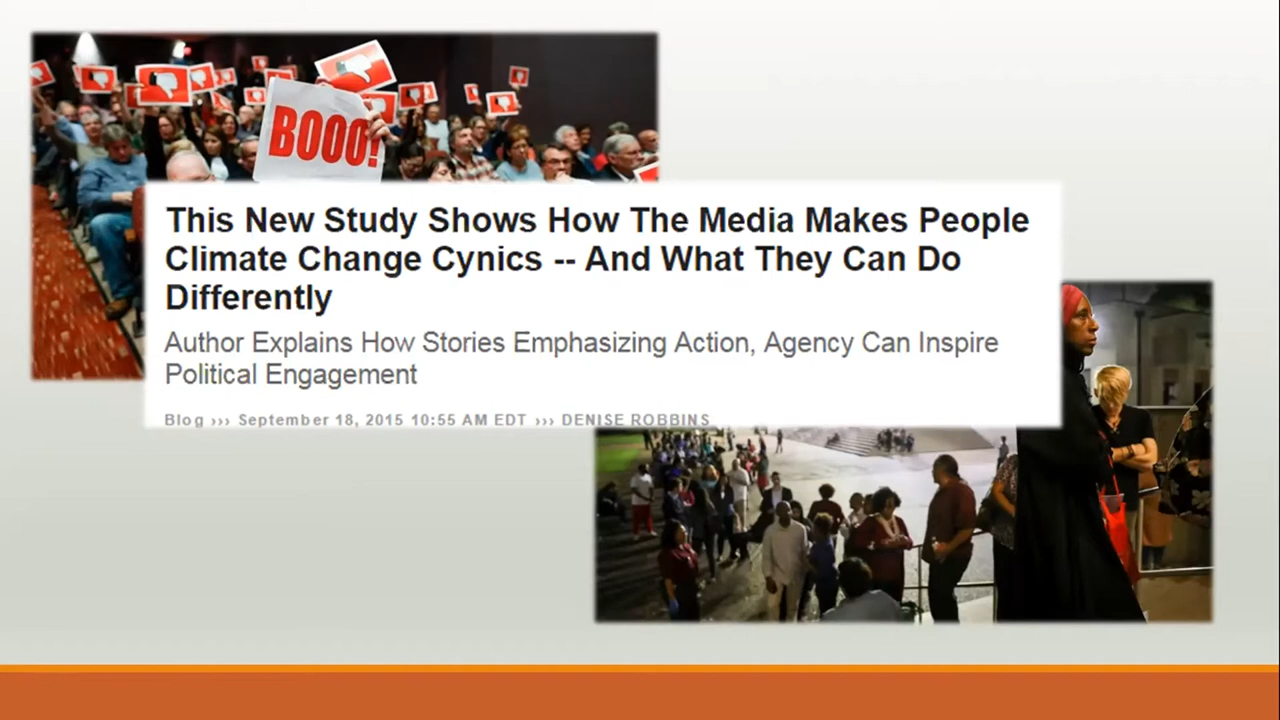 BOOO!
This New Study Shows How The Media Makes People
Climate Change Cynics -- And What They Can Do
Differently
Author Explains How Stories Emphasizing Action, Agency Can Inspire
Political Engagement
Blog ››› September 18, 2015 10:55 AM EDT ››› DENISE ROBBINS